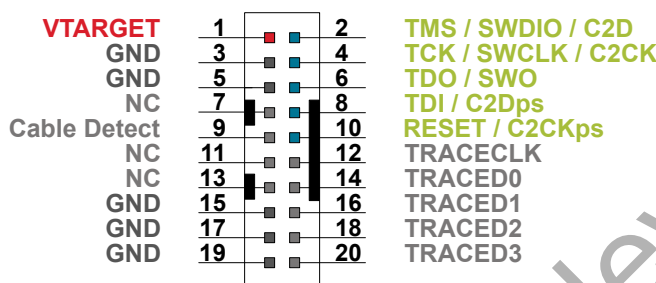 VTARGET 1 2 TMS / SWDIO / C2D
GND 3 4 TCK / SWCLK / C2CK
GND 5 6 TDO / SWO
NC 7 8 TDI / C2Dps
Cable Detect 9 10 RESET / C2CKps
NC 11 12 TRACECLK
NC 13 14 TRACED0
GND 15 16 TRACED1
GND 17 18 TRACED2
GND 19 20 TRACED3